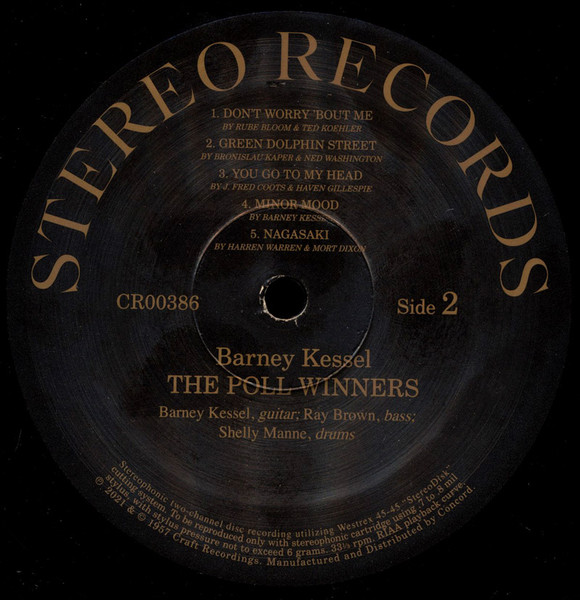 STEREO RECORDS
1. DON'T WORRY 'BOUT ME
BY RUBE BLOOM & TED KOEHLER
2. GREEN DOLPHIN STREET
BY BRONISLAU KAPER & NED WASHINGTON
3. YOU GO TO MY HEAD
BY J. FRED COOTS & HAVEN GILLESPIE
4. MINOR MOOD
BY BARNEY KESSEL
5. NAGASAKI
BY HARREN WARREN & MORT DIXON
CR00386
Side 2
Barney Kessel
THE POLL WINNERS
Barney Kessel, guitar; Ray Brown, bass;
Shelly Manne, drums
Stereophonic two-channel disc recording utilizing Westrex 45-45 "StereoDisk"
cutting system. To be reproduced only with stereophonic cartridge using .7 to .8 mil
stylus, with stylus pressure not to exceed 6 grams. 33⅓ rpm. RIAA playback curve.
© 2021 & ℗ 1957 Craft Recordings. Manufactured and Distributed by Concord.